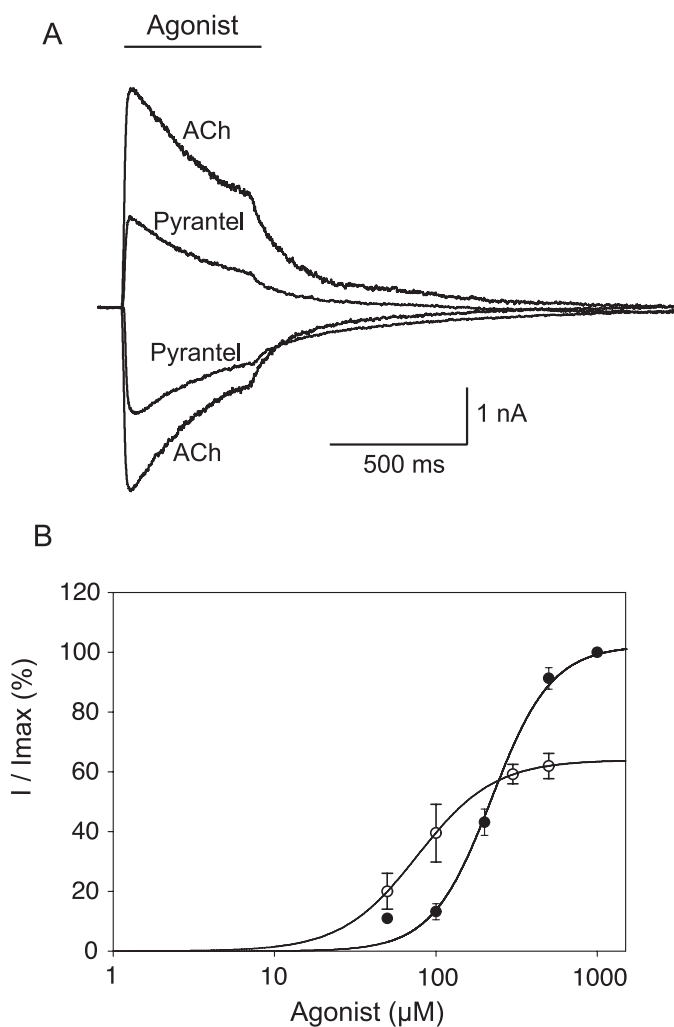 A
Agonist
ACh
Pyrantel
Pyrantel
ACh
1 nA
500 ms
B
I / Imax (%)
120
100
80
60
40
20
0
1
10
100
1000
Agonist (µM)